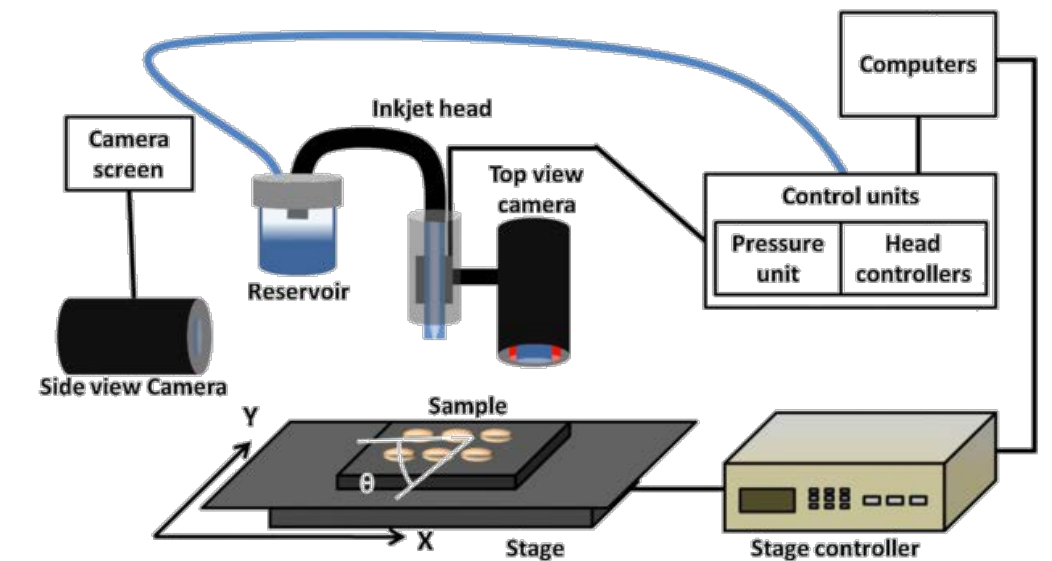 Computers
Inkjet head
Camera
screen
Top view
camera
Control units
Pressure
unit
Head
controllers
Reservoir
Side view Camera
Sample
Y
θ
X
Stage
Stage controller